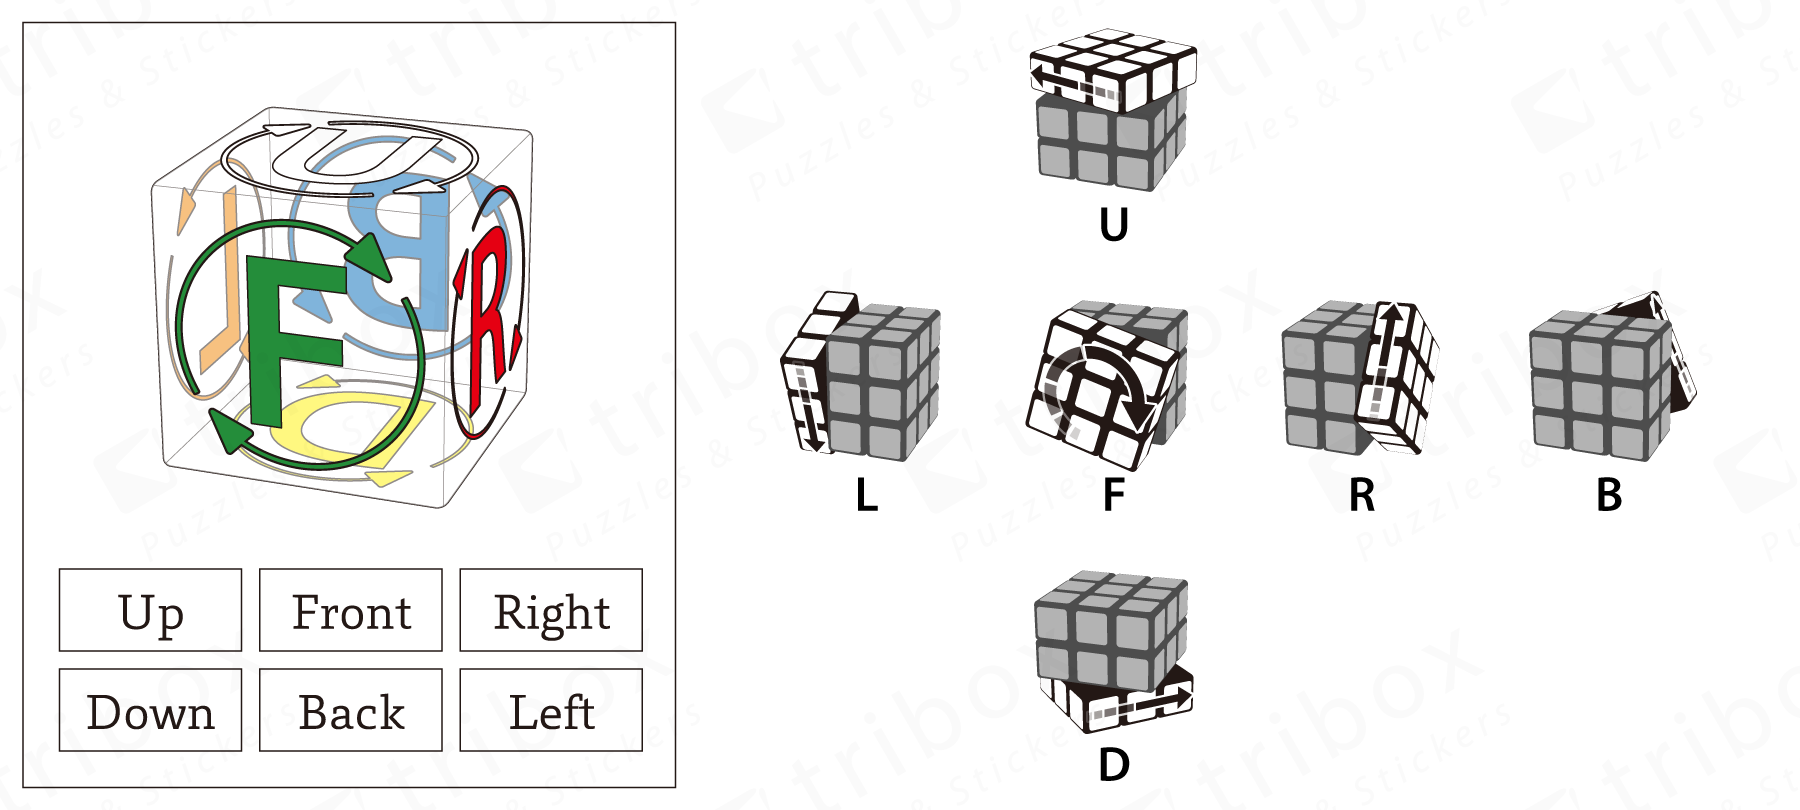 U
B
L
F
R
D
Up
Front
Right
Down
Back
Left
U
L
F
R
B
D
tribox
Puzzles & Stickers